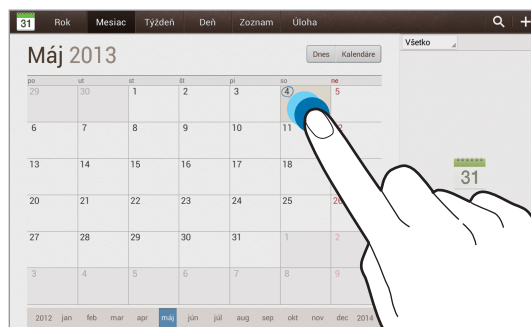 31 Rok Mesiac Týždeň Deň Zoznam Úloha
Všetko
Máj 2013 Dnes Kalendáre
po ut st št pi so ne
29 30 1 2 3 4 5
6 7 8 9 10 11
13 14 15 16 17 18
31
20 21 22 23 24 25 26
27 28 29 30 31 1 2
3 4 5 6 7 8 9
2012 jan feb mar apr máj jún júl aug sep okt nov dec 2014